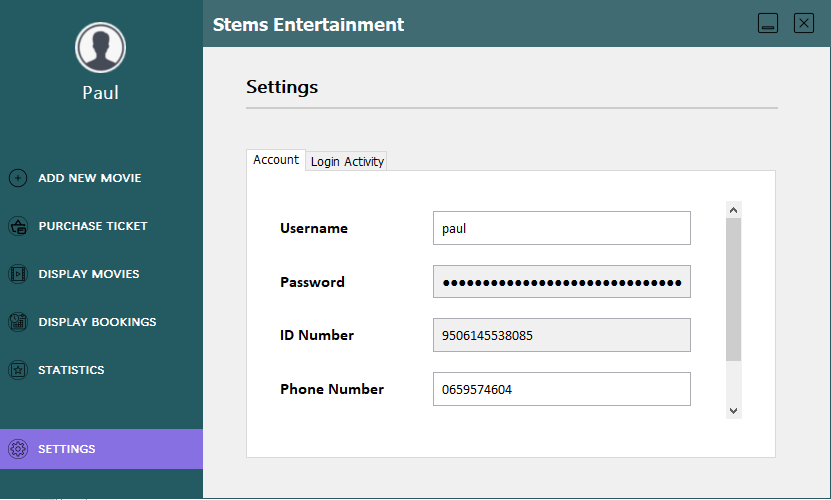 Stems Entertainment
Paul
Settings
Account
Login Activity
ADD NEW MOVIE
PURCHASE TICKET
DISPLAY MOVIES
DISPLAY BOOKINGS
STATISTICS
SETTINGS
Username
paul
Password
●●●●●●●●●●●●●●●●●●●●●●●●●●●●●●
ID Number
9506145538085
Phone Number
0659574604